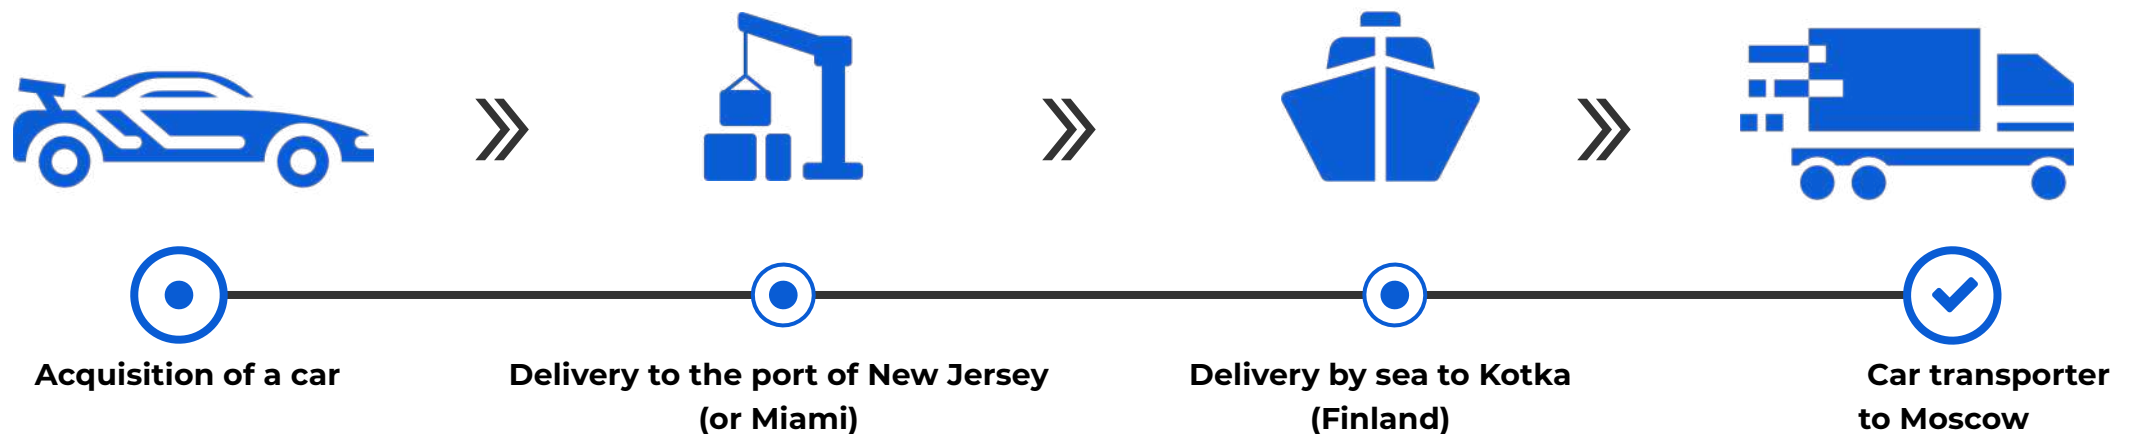 Acquisition of a car
Delivery to the port of New Jersey
(or Miami)
Delivery by sea to Kotka
(Finland)
Car transporter
to Moscow